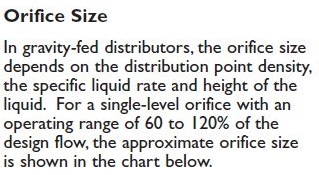 Orifice Size
In gravity-fed distributors, the orifice size
depends on the distribution point density,
the specific liquid rate and height of the
liquid.  For a single-level orifice with an
operating range of 60 to 120% of the
design flow, the approximate orifice size
is shown in the chart below.